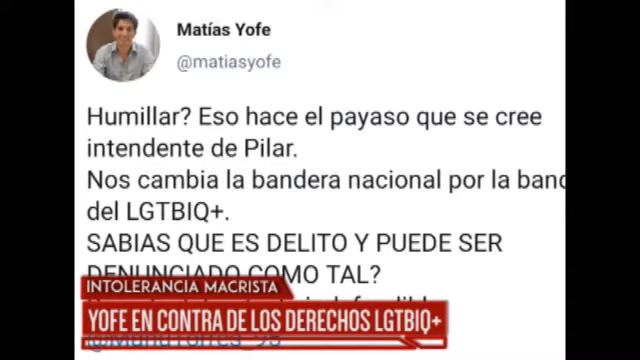 Matías Yofe
@matiasyofe
Humillar? Eso hace el payaso que se cree
intendente de Pilar.
Nos cambia la bandera nacional por la band
del LGTBIQ+.
SABIAS QUE ES DELITO Y PUEDE SER
DENUNCIADO COMO TAL?
INTOLERANCIA MACRISTA
YOFE EN CONTRA DE LOS DERECHOS LGTBIQ+